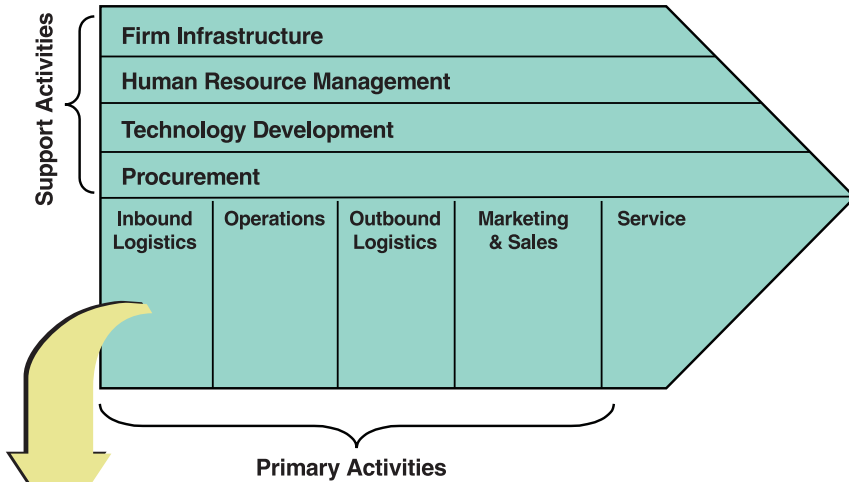 Support Activities
Firm Infrastructure
Human Resource Management
Technology Development
Procurement
Inbound
Logistics
Operations
Outbound
Logistics
Marketing
& Sales
Service
Primary Activities